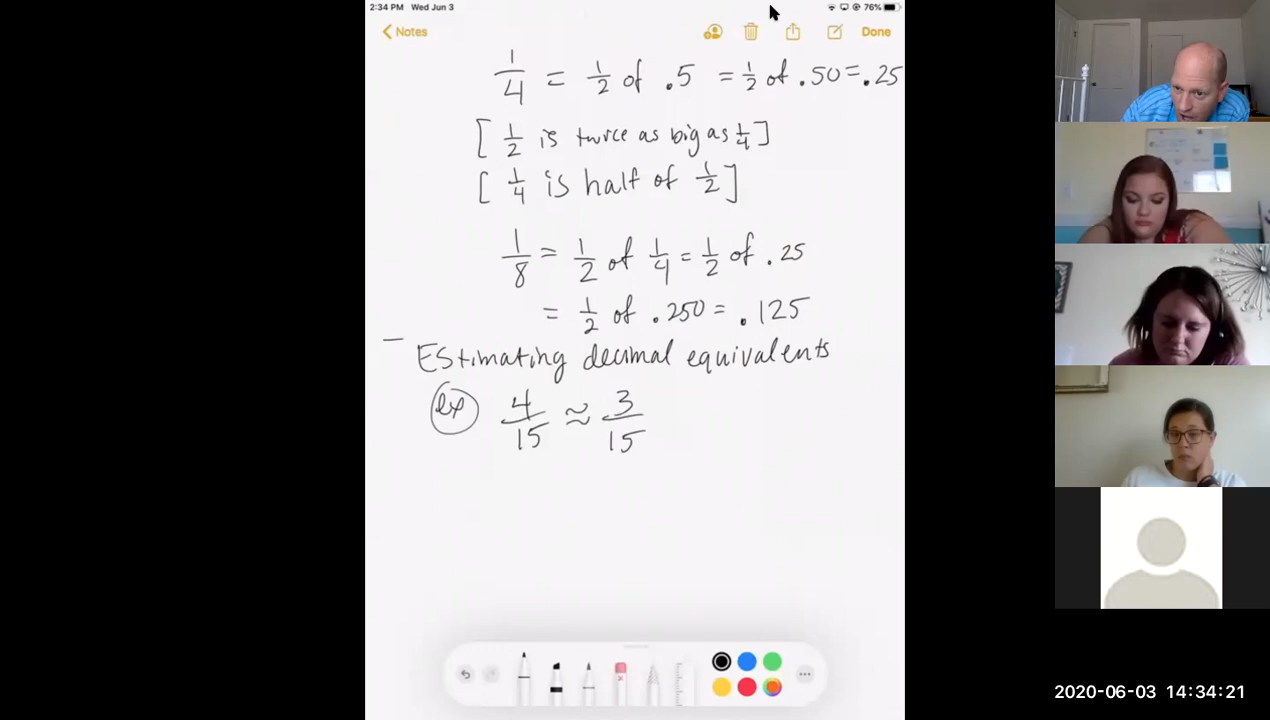 2:34 PM Wed Jun 3
76%
Notes
Done
1/4 = 1/2 of .5 = 1/2 of .50 = .25
[ 1/2 is twice as big as 1/4 ]
[ 1/4 is half of 1/2 ]
1/8 = 1/2 of 1/4 = 1/2 of .25
= 1/2 of .250 = .125
— Estimating decimal equivalents
ex 4/15 ≈ 3/15
2020-06-03 14:34:21